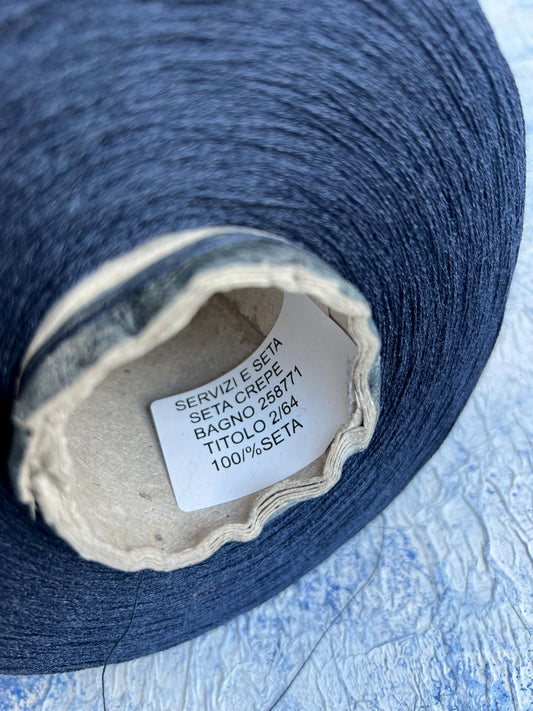 SERVIZI E SETA
SETA CREPE
BAGNO 258771
TITOLO 2/64
100/%SETA